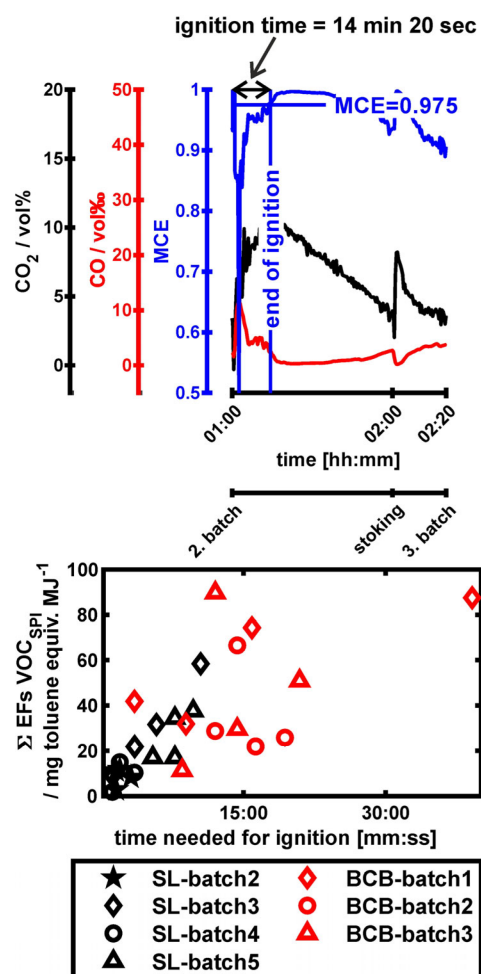 ignition time = 14 min 20 sec
20
50
1
MCE=0.975
15
40
0.9
10
30
0.8
5
20
0.7
0
10
0.6
0
0.5
CO2 / vol%
CO / vol‰
MCE
end of ignition
01:00
02:00
02:20
time [hh:mm]
2. batch
stoking
3. batch
100
80
60
40
20
0
Σ EFs VOCSPI
/ mg toluene equiv. MJ-1
15:00
30:00
time needed for ignition [mm:ss]
SL-batch2
BCB-batch1
SL-batch3
BCB-batch2
SL-batch4
BCB-batch3
SL-batch5